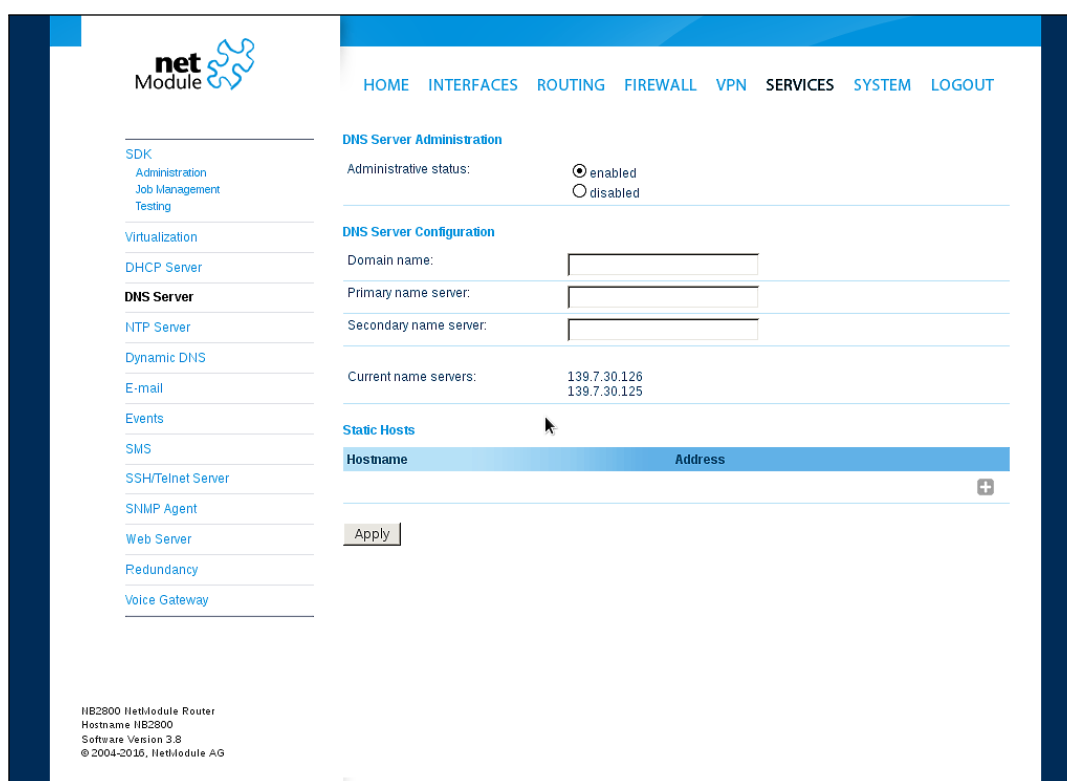 net
Module
HOME INTERFACES ROUTING FIREWALL VPN SERVICES SYSTEM LOGOUT
SDK
Administration
Job Management
Testing
Virtualization
DHCP Server
DNS Server
NTP Server
Dynamic DNS
E-mail
Events
SMS
SSH/Telnet Server
SNMP Agent
Web Server
Redundancy
Voice Gateway
DNS Server Administration
Administrative status:
enabled
disabled
DNS Server Configuration
Domain name:
Primary name server:
Secondary name server:
Current name servers: 139.7.30.126
139.7.30.125
Static Hosts
Hostname Address
Apply
NB2800 NetModule Router
Hostname NB2800
Software Version 3.8
© 2004-2016, NetModule AG